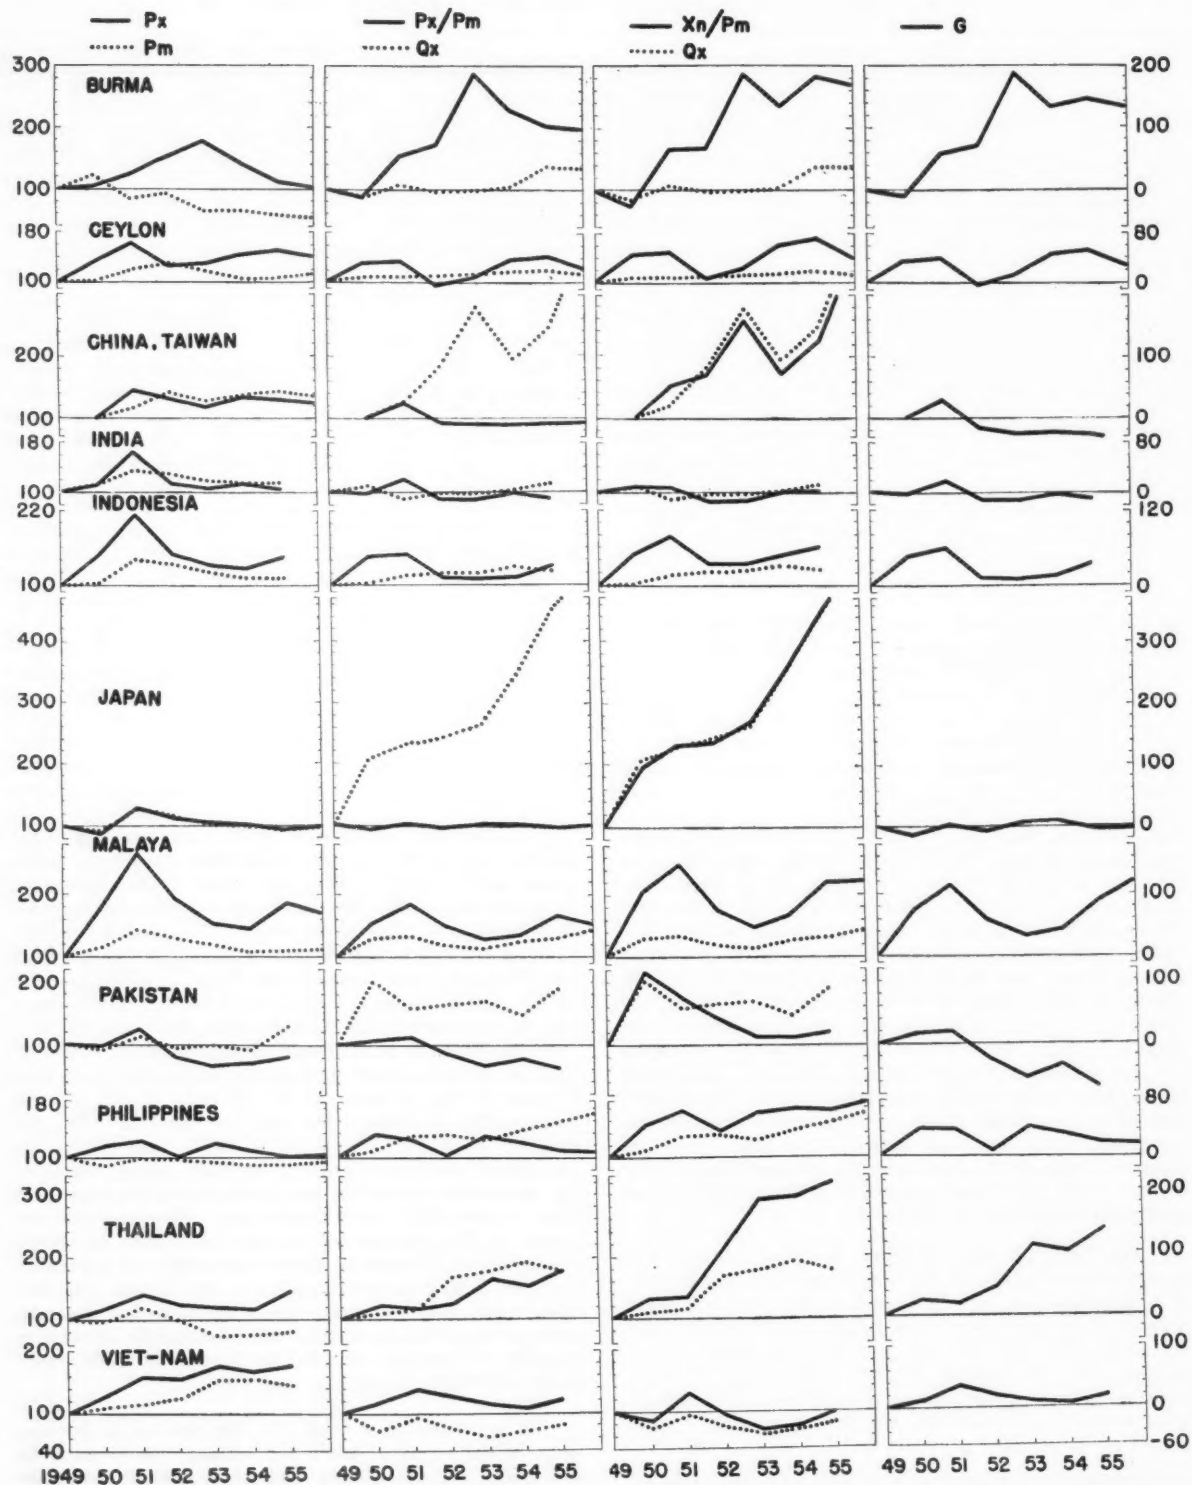 Px Px/Pm Xn/Pm G
Pm Qx Qx
300 200
BURMA
200 100
100 0
180 CEYLON 80
100 0
CHINA, TAIWAN
200 100
100 0
180 INDIA 80
100 0
220 INDONESIA 120
100 0
400 300
300 200
JAPAN
200 100
100 0
MALAYA
200 100
100 0
200 PAKISTAN 100
100 0
80
180 PHILIPPINES 80
100 0
300 200
THAILAND
200 100
100 0
200 VIET-NAM 100
100 0
40 -60
1949 50 51 52 53 54 55 49 50 51 52 53 54 55 49 50 51 52 53 54 55 49 50 51 52 53 54 55